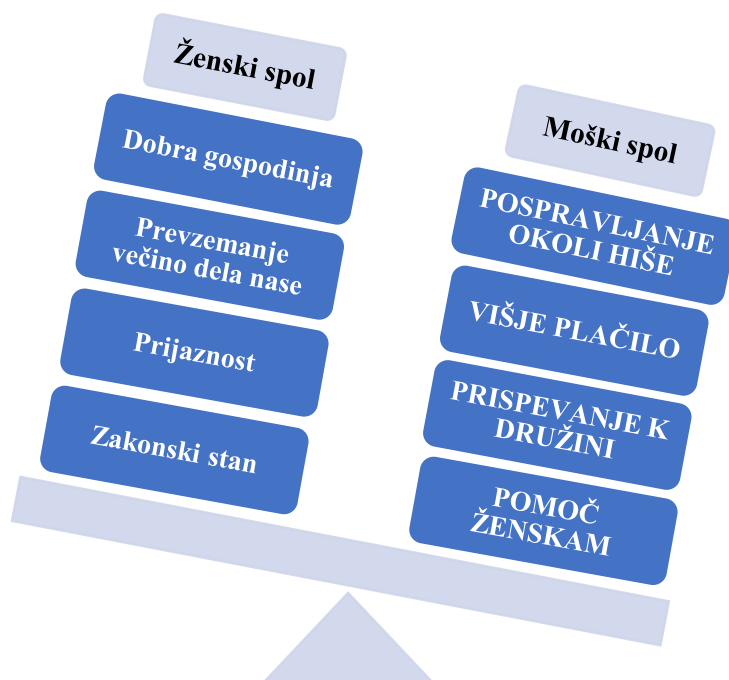 Ženski spol
Dobra gospodinja
Prevzemanje
večino dela nase
Prijaznost
Zakonski stan
Moški spol
POSPRAVLJANJE
OKOLI HIŠE
VIŠJE PLAČILO
PRISPEVANJE K
DRUŽINI
POMOČ
ŽENSKAM